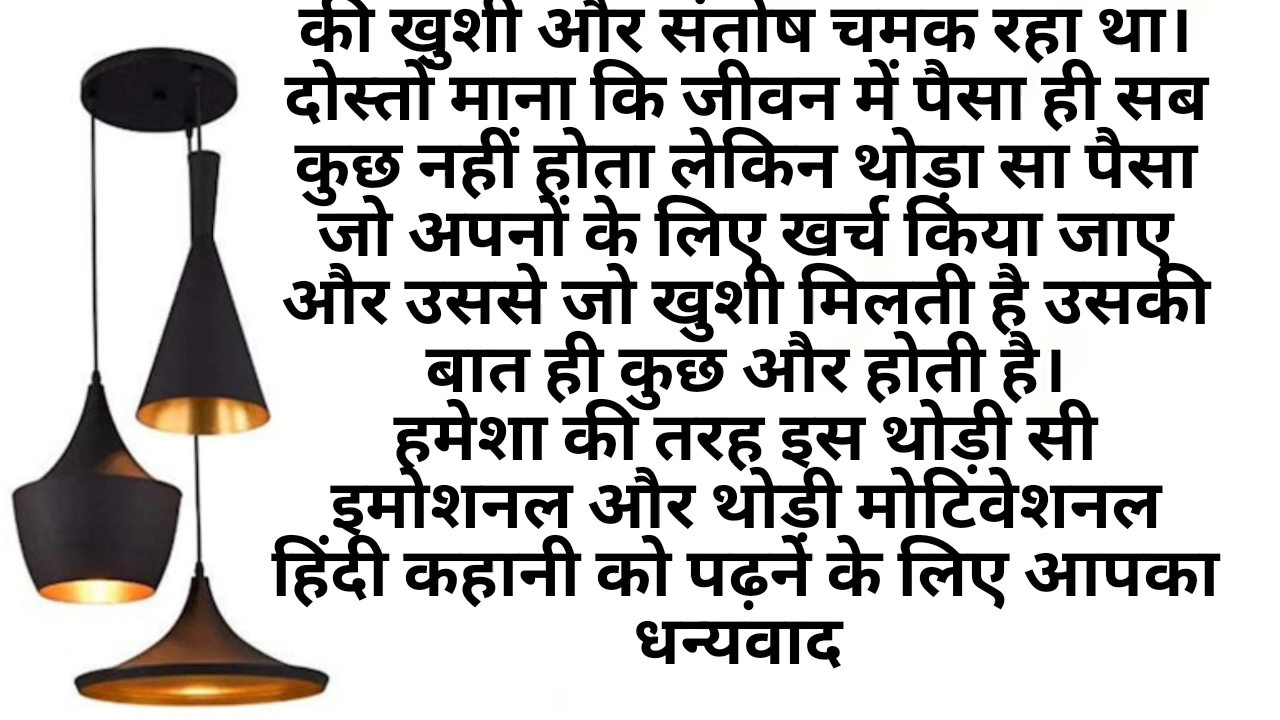 की खुशी और संतोष चमक रहा था।
दोस्तों माना कि जीवन में पैसा ही सब
कुछ नहीं होता लेकिन थोड़ा सा पैसा
जो अपनों के लिए खर्च किया जाए
और उससे जो खुशी मिलती है उसकी
बात ही कुछ और होती है।
हमेशा की तरह इस थोड़ी सी
इमोशनल और थोड़ी मोटिवेशनल
हिंदी कहानी को पढ़ने के लिए आपका
धन्यवाद